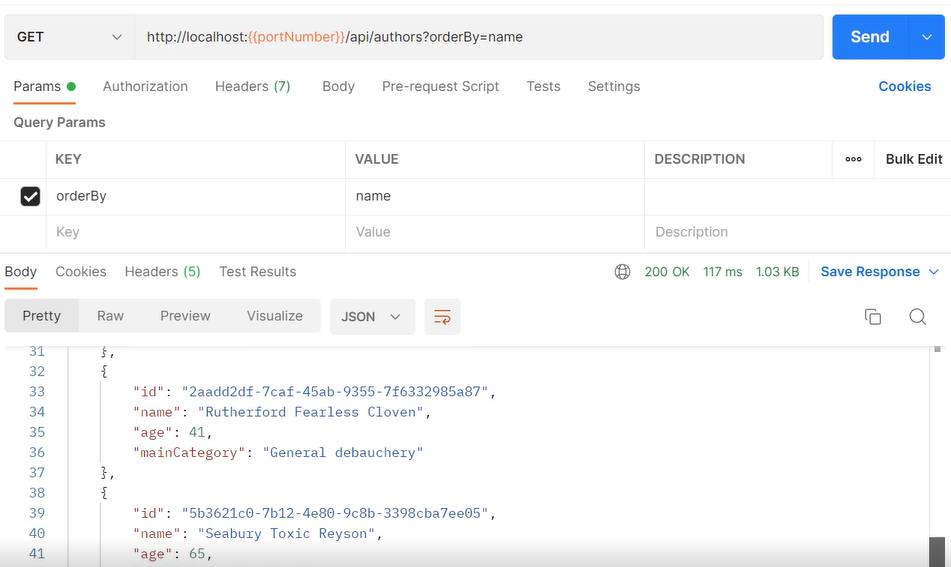 GET http://localhost:{{portNumber}}/api/authors?orderBy=name Send
Params Authorization Headers (7) Body Pre-request Script Tests Settings Cookies
Query Params
KEY VALUE DESCRIPTION ooo Bulk Edit
orderBy name
Key Value Description
Body Cookies Headers (5) Test Results 200 OK 117 ms 1.03 KB Save Response
Pretty Raw Preview Visualize JSON
31 },
32 {
33 "id": "2aadd2df-7caf-45ab-9355-7f6332985a87",
34 "name": "Rutherford Fearless Cloven",
35 "age": 41,
36 "mainCategory": "General debauchery"
37 },
38 {
39 "id": "5b3621c0-7b12-4e80-9c8b-3398cba7ee05",
40 "name": "Seabury Toxic Reyson",
41 "age": 65,